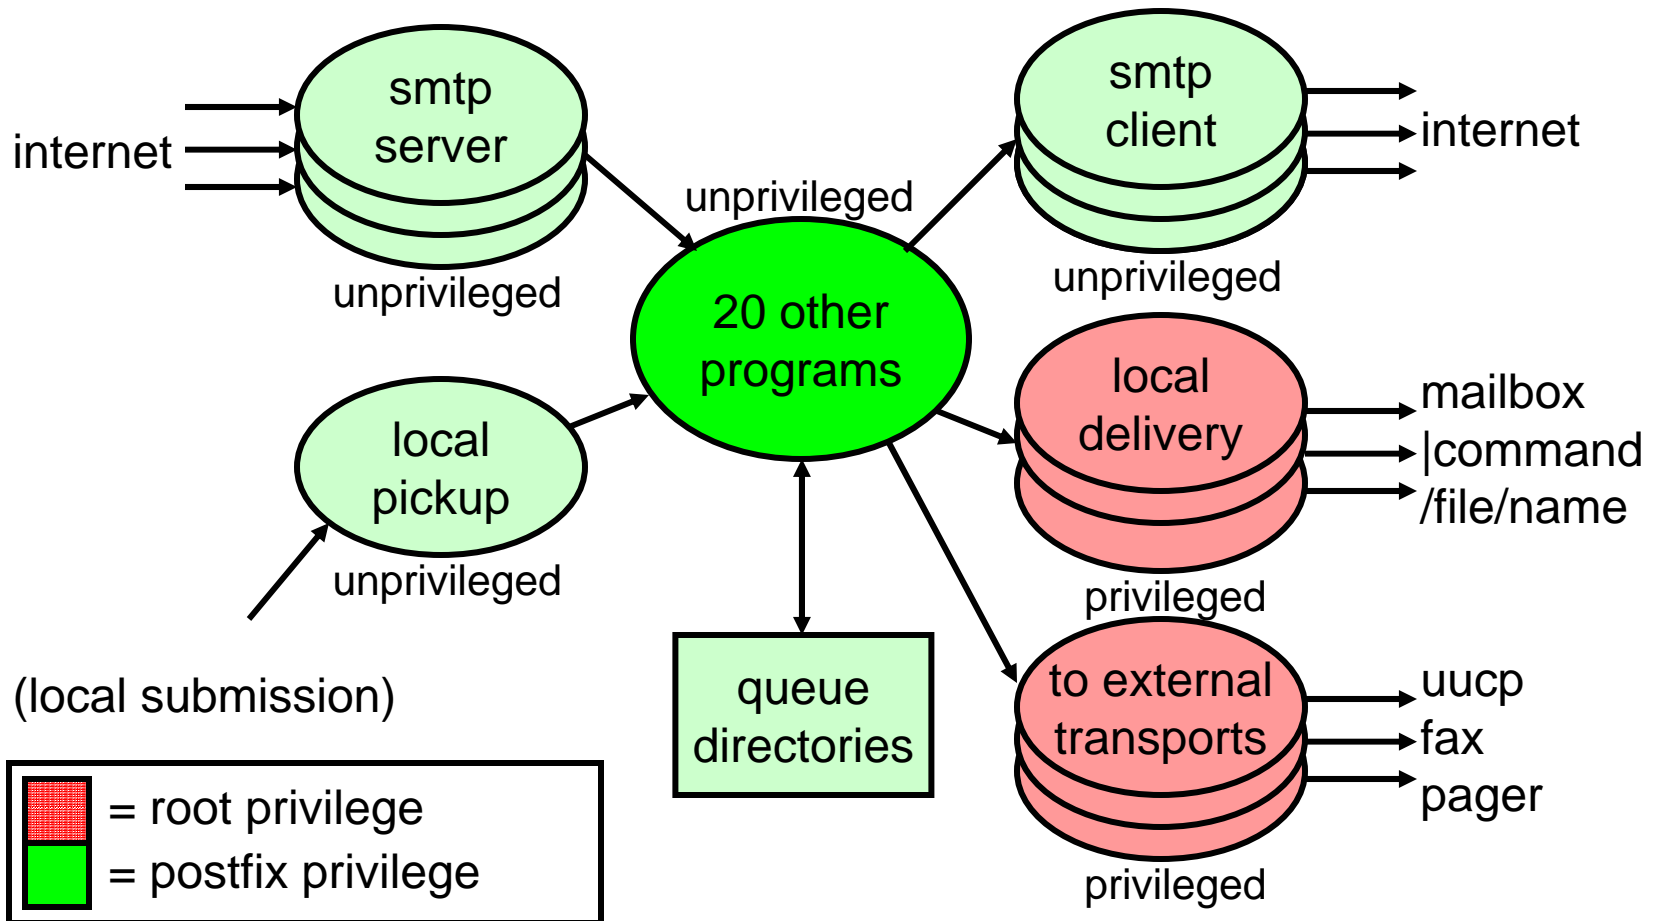 internet
smtp
server
unprivileged
local
pickup
unprivileged
(local submission)
unprivileged
20 other
programs
queue
directories
smtp
client
unprivileged
internet
local
delivery
privileged
mailbox
|command
/file/name
to external
transports
privileged
uucp
fax
pager
= root privilege
= postfix privilege